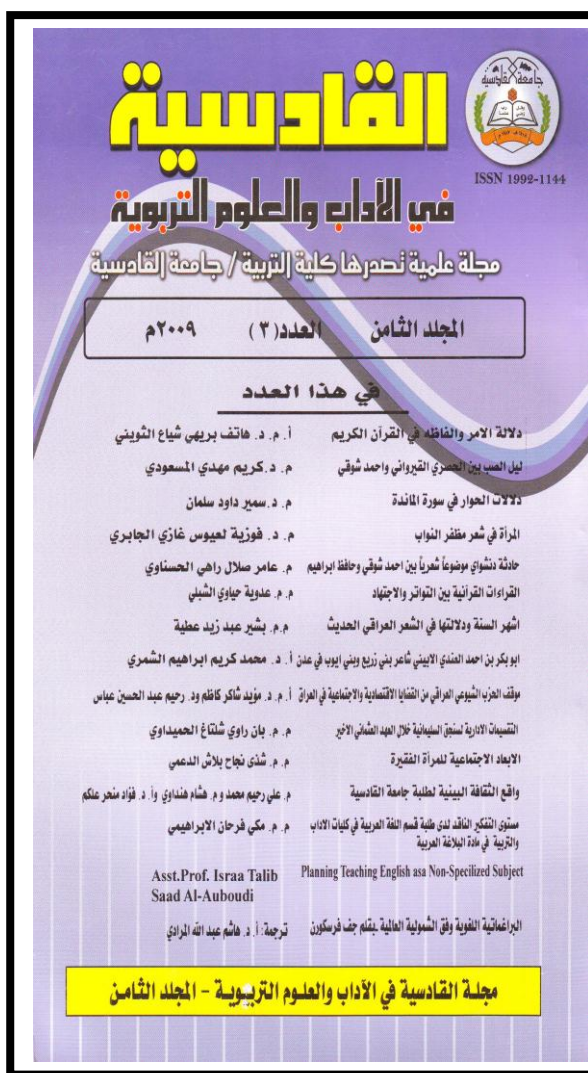 القادسية
جامعة القادسية
ISSN 1992-1144
في الآداب والعلوم التربوية
مجلة علمية تصدرها كلية التربية / جامعة القادسية
المجلد الثامن العدد (٣) ٢٠٠٩م
في هذا العدد
دلالة الامر والفاظه في القرآن الكريم أ. م. د. هاتف بريهي شياع الثويني
ليل الصب بين الحصري القيرواني واحمد شوقي م. د. كريم مهدي المسعودي
دلالات الحوار في سورة المائدة م. د. سمير داود سلمان
المرأة في شعر مظفر النواب م. د. فوزية لعيوس غازي الجابري
حادثة دنشواي موضوعاً شعرياً بين احمد شوقي وحافظ ابراهيم م. عامر صلال راهي الحسناوي
القراءات القرآنية بين التواتر والاجتهاد م. م. عدوية حياوي الشبلي
اشهر السنة ودلالتها في الشعر العراقي الحديث م.م. بشير عبد زيد عطية
ابو بكر بن احمد العندي الابيني شاعر بني زريع وبني ايوب في عدن أ. د. محمد كريم ابراهيم الشمري
موقف الحزب الشيوعي العراقي من القضايا الاقتصادية والاجتماعية في العراق أ. م. د. مؤيد شاكر كاظم ود. رحيم عبد الحسين عباس
التقسيمات الادارية لسنجق السليمانية خلال العهد العثماني الاخير م. م. بان راوي شلتاغ الحميداوي
الابعاد الاجتماعية للمرأة الفقيرة م. م. شذى نجاح بلاش الدعمي
واقع الثقافة البيئية لطلبة جامعة القادسية م. علي رحيم محمد و م. هشام هنداوي وأ. د. فؤاد منحر علكم
مستوى التفكير الناقد لدى طلبة قسم اللغة العربية في كليات الاداب م. م. مكي فرحان الابراهيمي
والتربية في مادة البلاغة العربية
Asst.Prof. Israa Talib Planning Teaching English asa Non-Specilized Subject
Saad Al-Auboudi
البراغماتية اللغوية وفق الشمولية العالمية بقلم جف فرسكورن ترجمة: أ. د. هاشم عبد الله المرادي
مجلة القادسية في الآداب والعلوم التربوية - المجلد الثامن